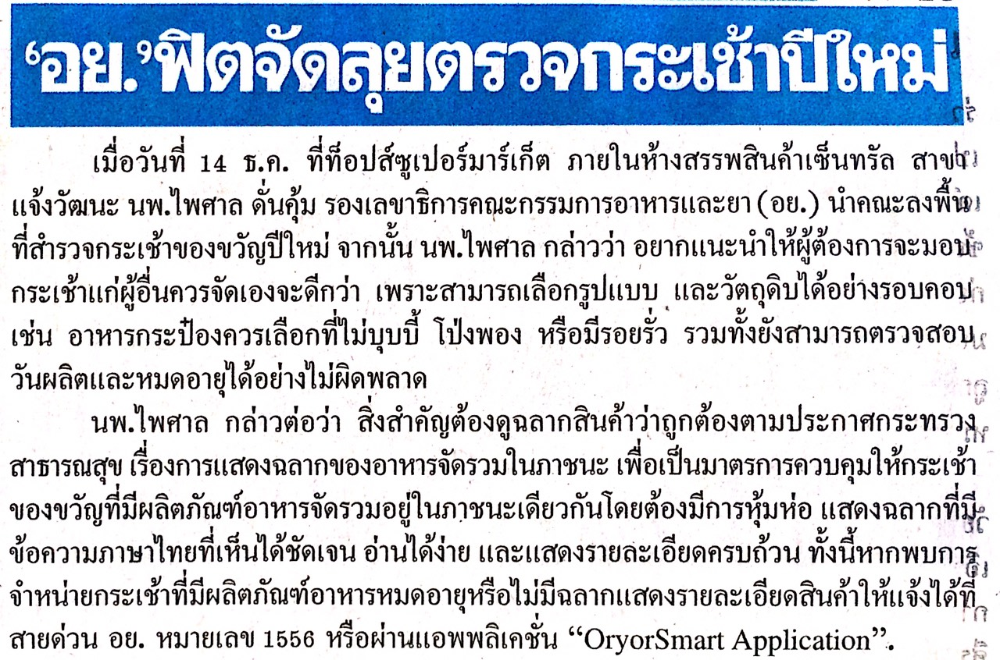 ‘อย.’ฟิตจัดลุยตรวจกระเช้าปีใหม่
เมื่อวันที่ 14 ธ.ค. ที่ท็อปส์ซูเปอร์มาร์เก็ต ภายในห้างสรรพสินค้าเซ็นทรัล สาขา
แจ้งวัฒนะ นพ.ไพศาล ดั่นคุ้ม รองเลขาธิการคณะกรรมการอาหารและยา (อย.) นำคณะลงพื้น
ที่สำรวจกระเช้าของขวัญปีใหม่ จากนั้น นพ.ไพศาล กล่าวว่า อยากแนะนำให้ผู้ต้องการจะมอบ
กระเช้าแก่ผู้อื่นควรจัดเองจะดีกว่า เพราะสามารถเลือกรูปแบบ และวัตถุดิบได้อย่างรอบคอบ
เช่น อาหารกระป๋องควรเลือกที่ไม่บุบบี้ โป่งพอง หรือมีรอยรั่ว รวมทั้งยังสามารถตรวจสอบ
วันผลิตและหมดอายุได้อย่างไม่ผิดพลาด
นพ.ไพศาล กล่าวต่อว่า สิ่งสำคัญต้องดูฉลากสินค้าว่าถูกต้องตามประกาศกระทรวง
สาธารณสุข เรื่องการแสดงฉลากของอาหารจัดรวมในภาชนะ เพื่อเป็นมาตรการควบคุมให้กระเช้า
ของขวัญที่มีผลิตภัณฑ์อาหารจัดรวมอยู่ในภาชนะเดียวกันโดยต้องมีการหุ้มห่อ แสดงฉลากที่มี
ข้อความภาษาไทยที่เห็นได้ชัดเจน อ่านได้ง่าย และแสดงรายละเอียดครบถ้วน ทั้งนี้หากพบการ
จำหน่ายกระเช้าที่มีผลิตภัณฑ์อาหารหมดอายุหรือไม่มีฉลากแสดงรายละเอียดสินค้าให้แจ้งได้ที่
สายด่วน อย. หมายเลข 1556 หรือผ่านแอพพลิเคชั่น “OryorSmart Application”.